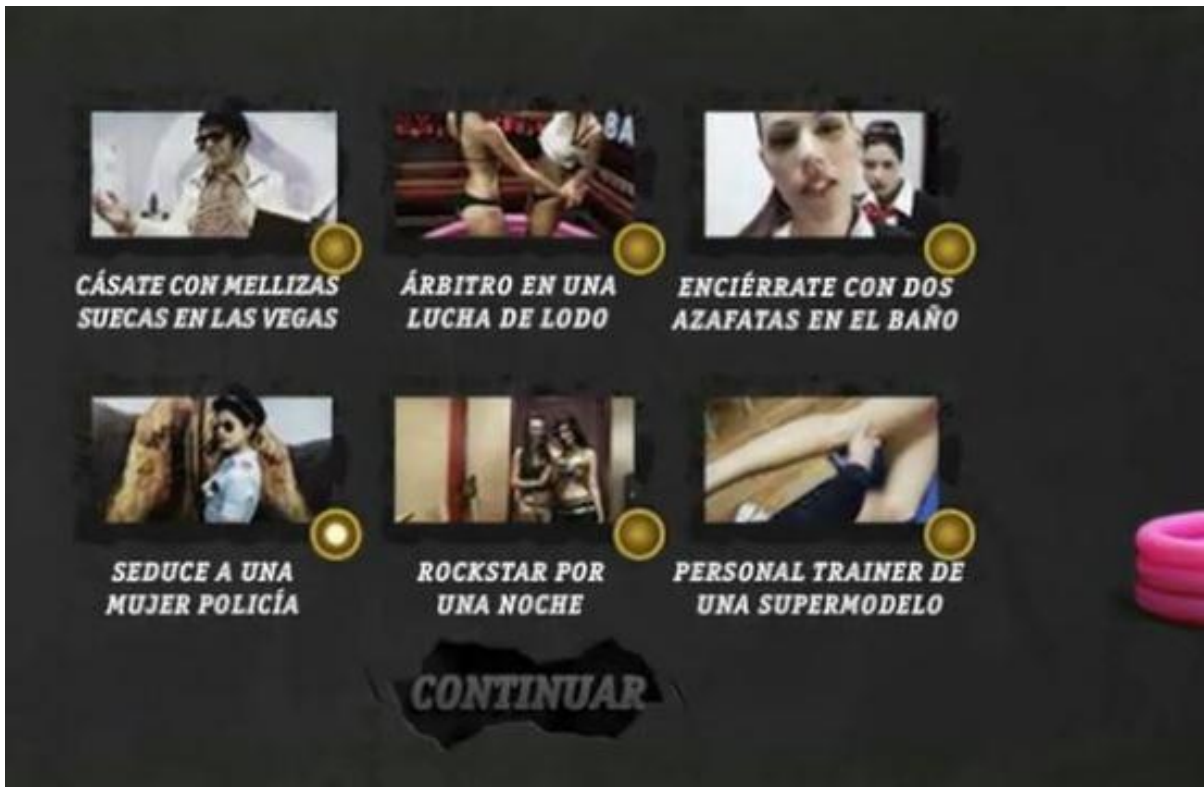 BA
CÁSATE CON MELLIZAS
SUECAS EN LAS VEGAS
ÁRBITRO EN UNA
LUCHA DE LODO
ENCIÉRRATE CON DOS
AZAFATAS EN EL BAÑO
SEDUCE A UNA
MUJER POLICÍA
ROCKSTAR POR
UNA NOCHE
PERSONAL TRAINER DE
UNA SUPERMODELO
CONTINUAR